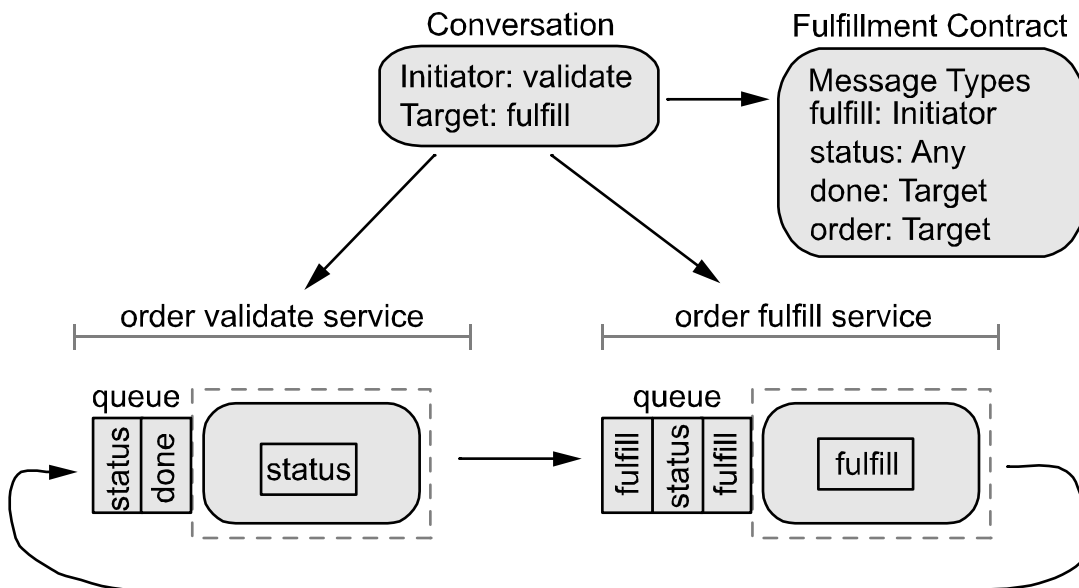 Conversation
Initiator: validate
Target: fulfill
Fulfillment Contract
Message Types
fulfill: Initiator
status: Any
done: Target
order: Target
order validate service
queue
status
done
status
order fulfill service
queue
fulfill
status
fulfill
fulfill